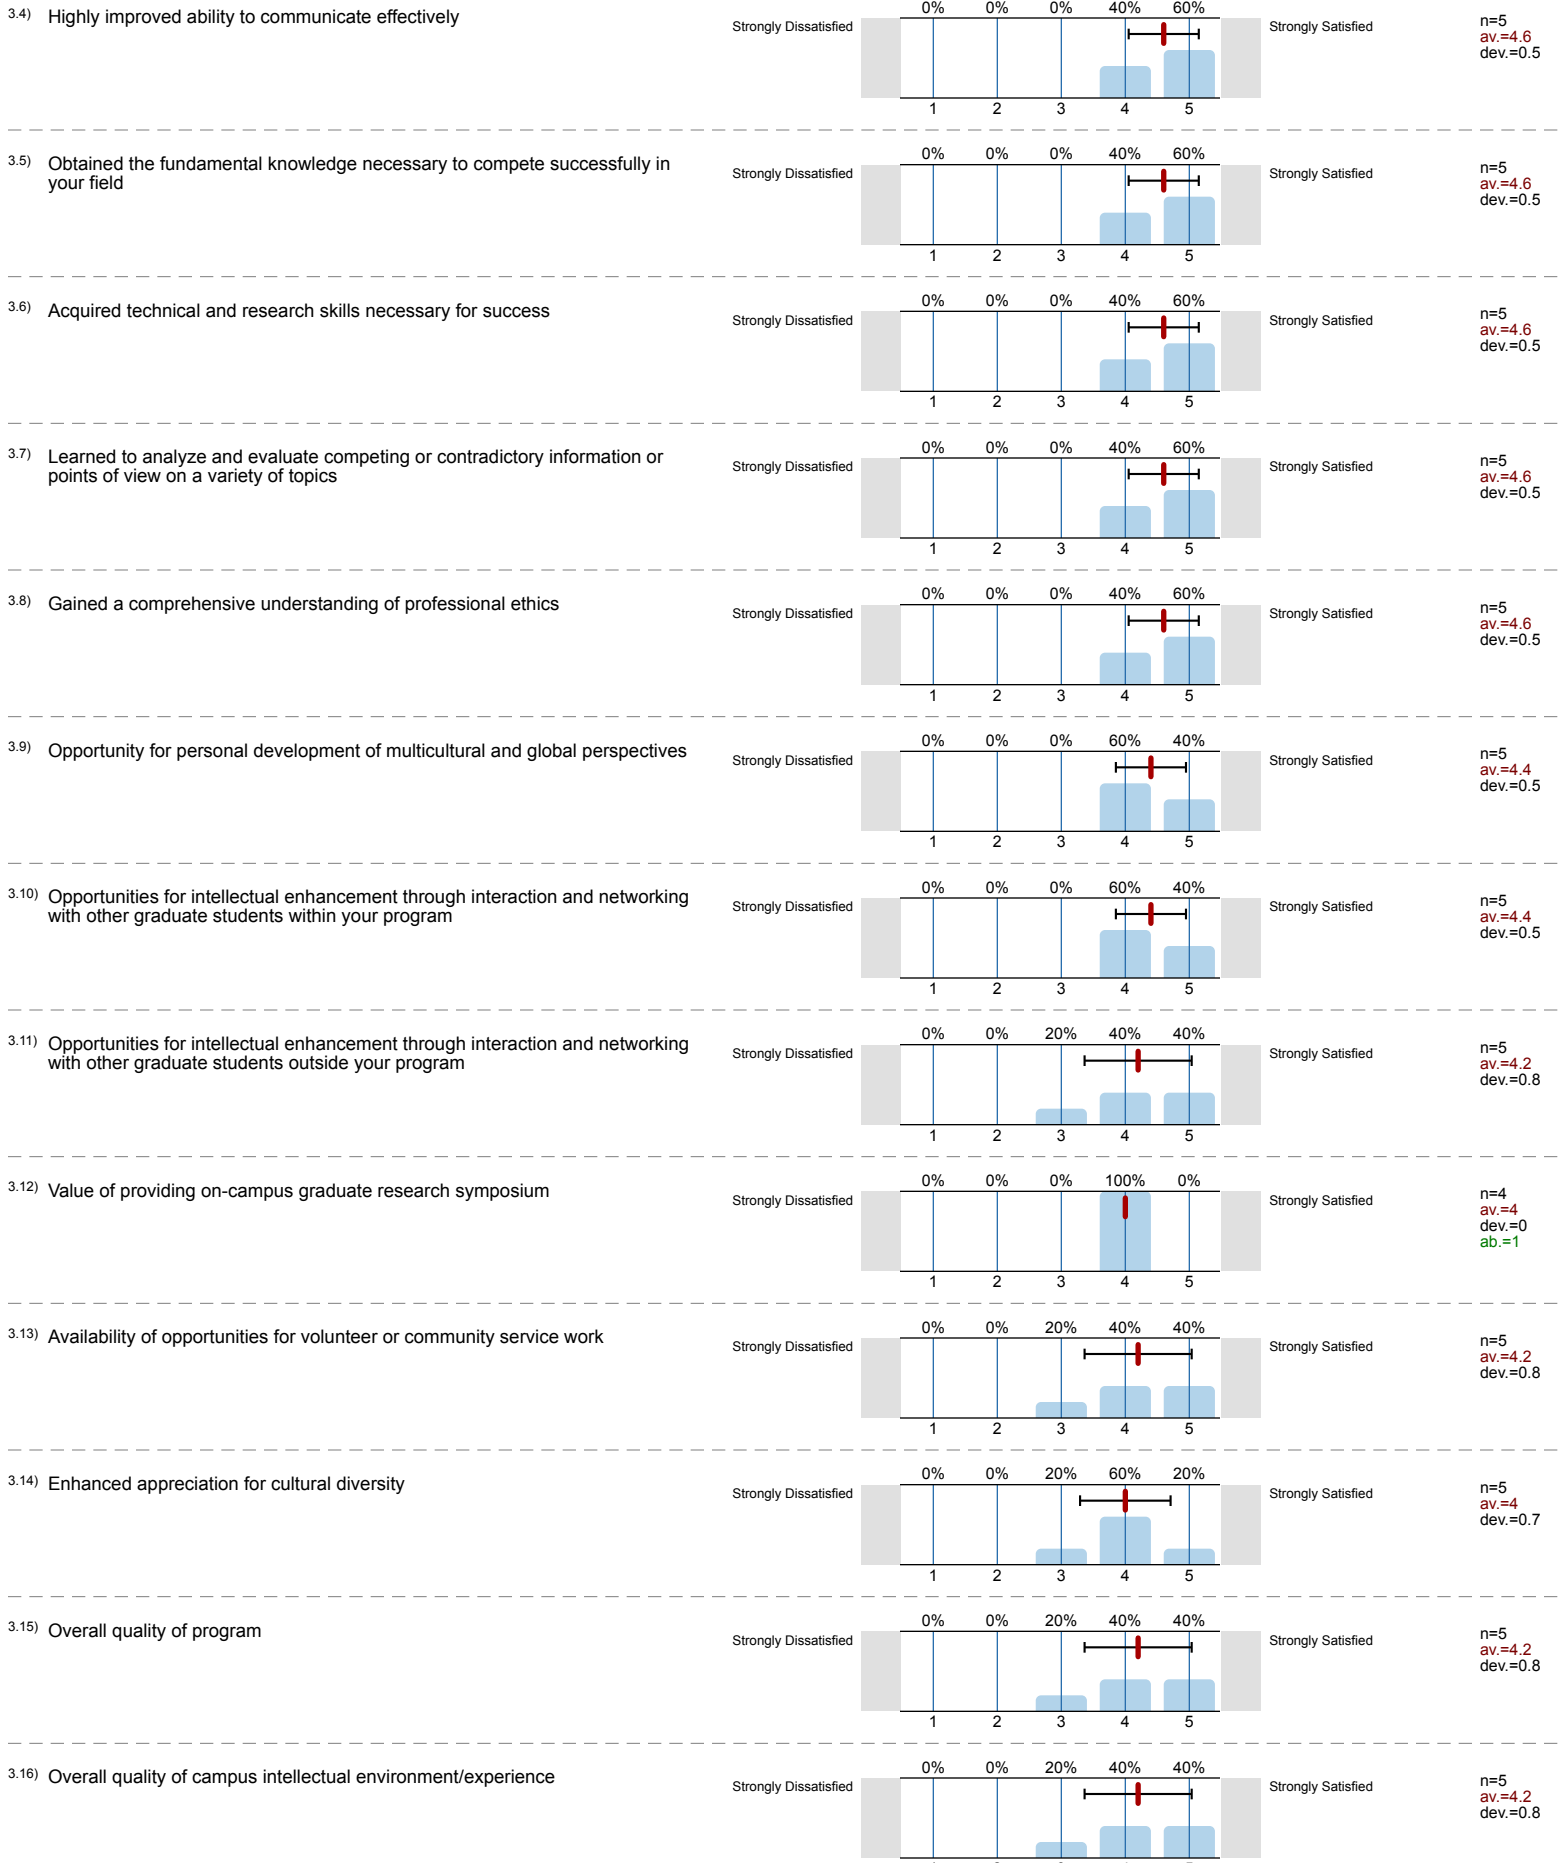 3.4) Highly improved ability to communicate effectively
Strongly Dissatisfied
0% 0% 0% 40% 60%
1 2 3 4 5
Strongly Satisfied
n=5
av.=4.6
dev.=0.5
3.5) Obtained the fundamental knowledge necessary to compete successfully in
your field
Strongly Dissatisfied
0% 0% 0% 40% 60%
1 2 3 4 5
Strongly Satisfied
n=5
av.=4.6
dev.=0.5
3.6) Acquired technical and research skills necessary for success
Strongly Dissatisfied
0% 0% 0% 40% 60%
1 2 3 4 5
Strongly Satisfied
n=5
av.=4.6
dev.=0.5
3.7) Learned to analyze and evaluate competing or contradictory information or
points of view on a variety of topics
Strongly Dissatisfied
0% 0% 0% 40% 60%
1 2 3 4 5
Strongly Satisfied
n=5
av.=4.6
dev.=0.5
3.8) Gained a comprehensive understanding of professional ethics
Strongly Dissatisfied
0% 0% 0% 40% 60%
1 2 3 4 5
Strongly Satisfied
n=5
av.=4.6
dev.=0.5
3.9) Opportunity for personal development of multicultural and global perspectives
Strongly Dissatisfied
0% 0% 0% 60% 40%
1 2 3 4 5
Strongly Satisfied
n=5
av.=4.4
dev.=0.5
3.10) Opportunities for intellectual enhancement through interaction and networking
with other graduate students within your program
Strongly Dissatisfied
0% 0% 0% 60% 40%
1 2 3 4 5
Strongly Satisfied
n=5
av.=4.4
dev.=0.5
3.11) Opportunities for intellectual enhancement through interaction and networking
with other graduate students outside your program
Strongly Dissatisfied
0% 0% 20% 40% 40%
1 2 3 4 5
Strongly Satisfied
n=5
av.=4.2
dev.=0.8
3.12) Value of providing on-campus graduate research symposium
Strongly Dissatisfied
0% 0% 0% 100% 0%
1 2 3 4 5
Strongly Satisfied
n=4
av.=4
dev.=0
ab.=1
3.13) Availability of opportunities for volunteer or community service work
Strongly Dissatisfied
0% 0% 20% 40% 40%
1 2 3 4 5
Strongly Satisfied
n=5
av.=4.2
dev.=0.8
3.14) Enhanced appreciation for cultural diversity
Strongly Dissatisfied
0% 0% 20% 60% 20%
1 2 3 4 5
Strongly Satisfied
n=5
av.=4
dev.=0.7
3.15) Overall quality of program
Strongly Dissatisfied
0% 0% 20% 40% 40%
1 2 3 4 5
Strongly Satisfied
n=5
av.=4.2
dev.=0.8
3.16) Overall quality of campus intellectual environment/experience
Strongly Dissatisfied
0% 0% 20% 40% 40%
Strongly Satisfied
n=5
av.=4.2
dev.=0.8